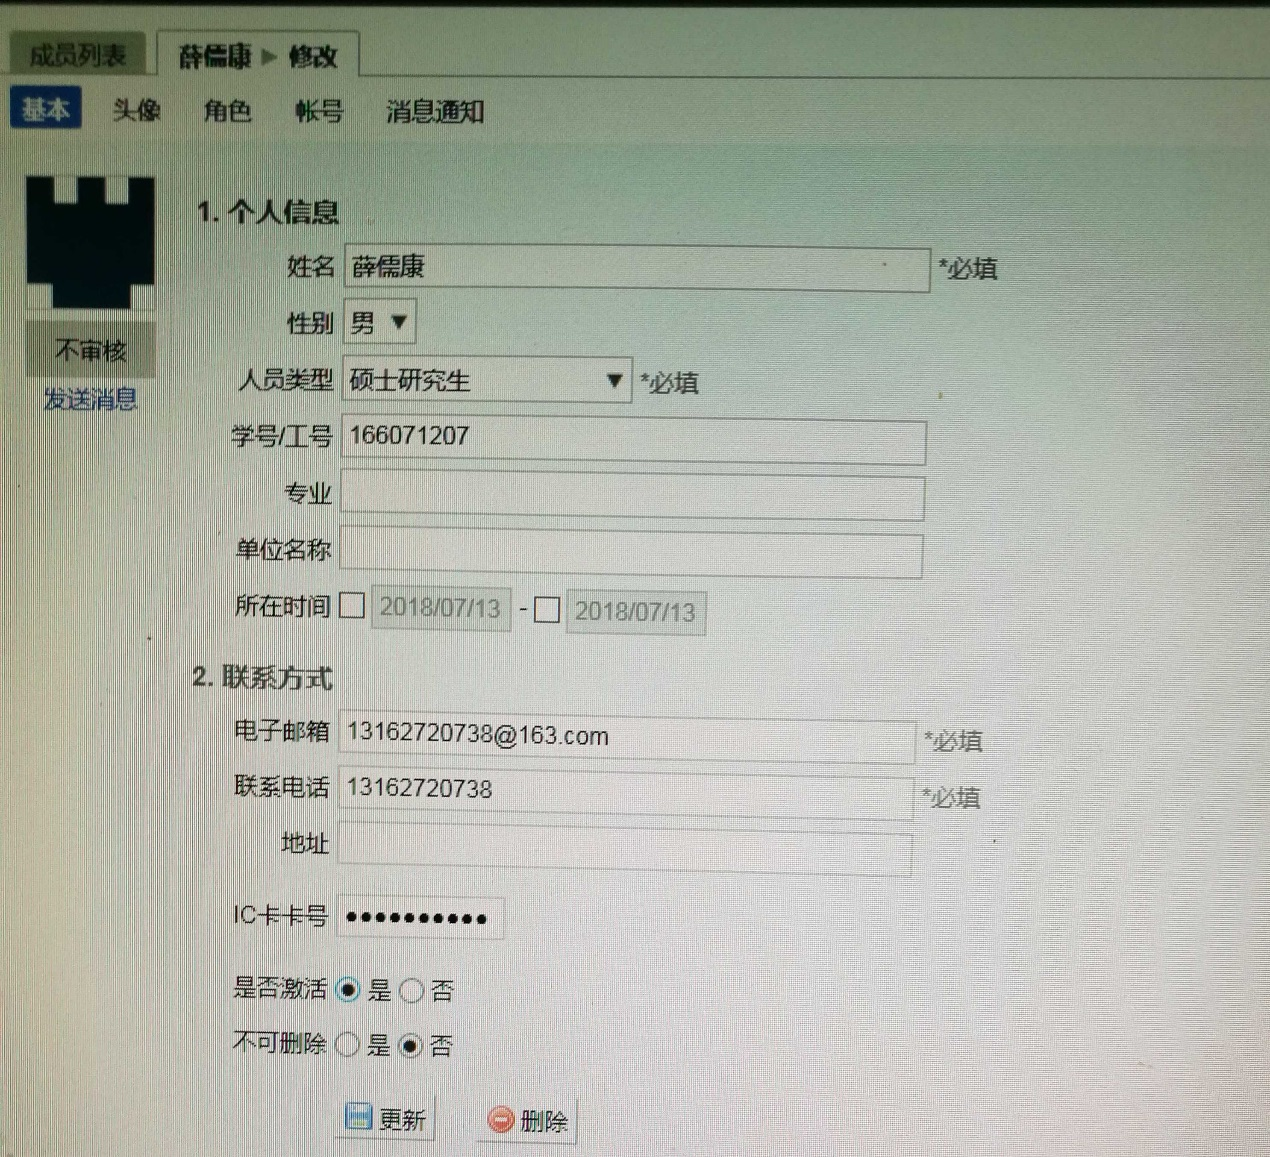 成员列表 薛儒康 ▶ 修改
基本 头像 角色 帐号 消息通知
不审核
发送消息
1. 个人信息
姓名 薛儒康 *必填
性别 男 ▼
人员类型 硕士研究生 ▼ *必填
学号/工号 166071207
专业
单位名称
所在时间 2018/07/13 - 2018/07/13
2. 联系方式
电子邮箱 13162720738@163.com *必填
联系电话 13162720738 *必填
地址
IC卡卡号 ••••••••••
是否激活 是 否
不可删除 是 否
更新 删除